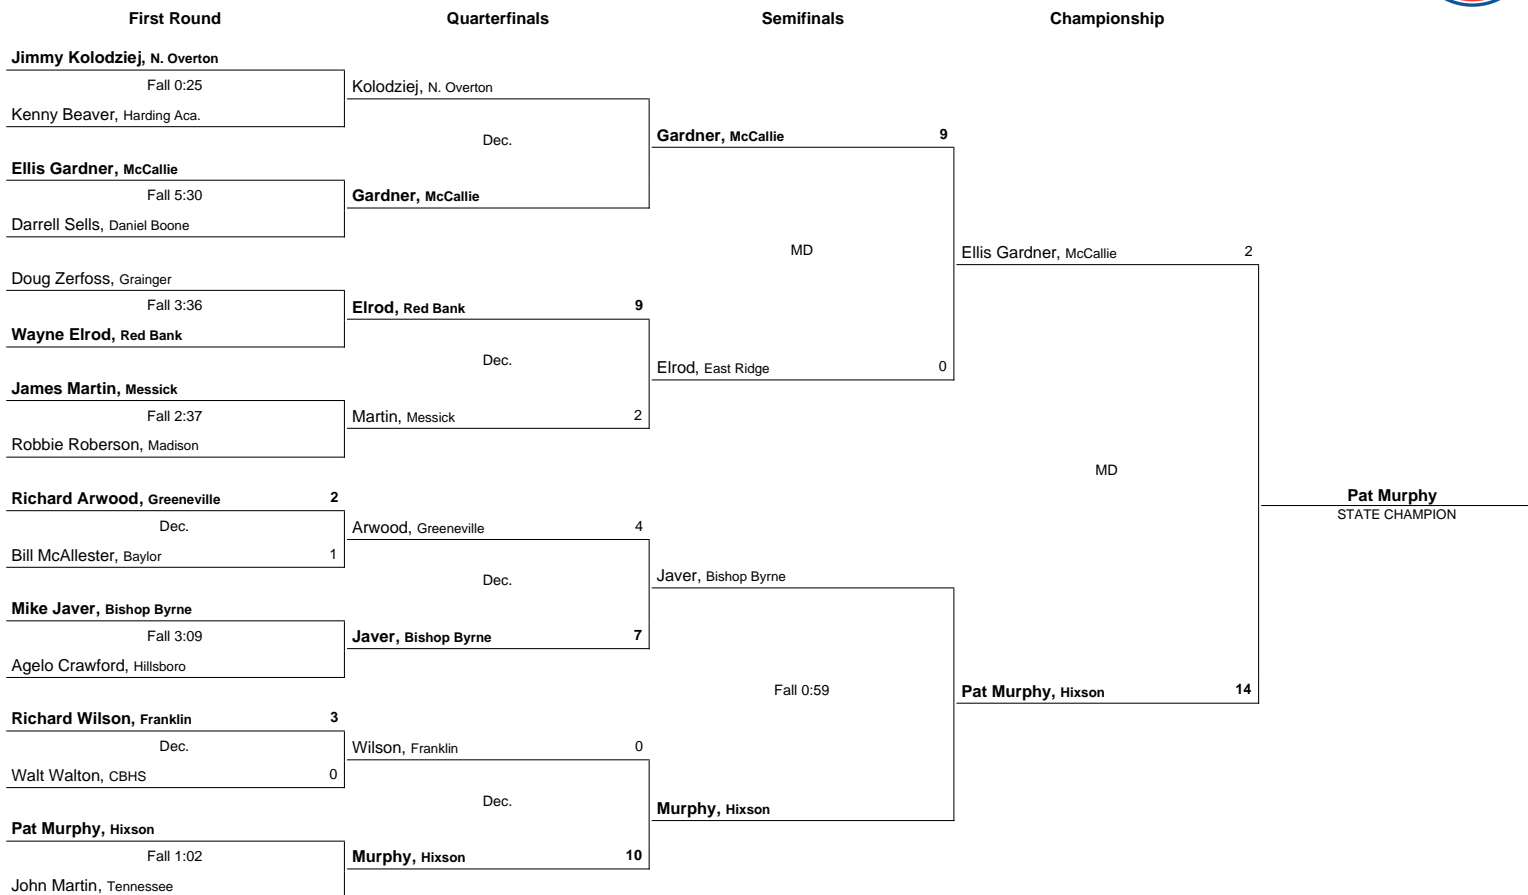 First Round Quarterfinals Semifinals Championship
Jimmy Kolodziej, N. Overton
Fall 0:25
Kenny Beaver, Harding Aca.
Ellis Gardner, McCallie
Fall 5:30
Darrell Sells, Daniel Boone
Doug Zerfoss, Grainger
Fall 3:36
Wayne Elrod, Red Bank
James Martin, Messick
Fall 2:37
Robbie Roberson, Madison
Richard Arwood, Greeneville 2
Dec.
Bill McAllester, Baylor 1
Mike Javer, Bishop Byrne
Fall 3:09
Agelo Crawford, Hillsboro
Richard Wilson, Franklin 3
Dec.
Walt Walton, CBHS 0
Pat Murphy, Hixson
Fall 1:02
John Martin, Tennessee
Kolodziej, N. Overton
Dec.
Gardner, McCallie
Elrod, Red Bank 9
Dec.
Martin, Messick 2
Arwood, Greeneville 4
Dec.
Javer, Bishop Byrne 7
Wilson, Franklin 0
Dec.
Murphy, Hixson 10
Gardner, McCallie 9
MD
Elrod, East Ridge 0
Javer, Bishop Byrne
Fall 0:59
Murphy, Hixson
Ellis Gardner, McCallie 2
MD
Pat Murphy, Hixson 14
Pat Murphy
STATE CHAMPION